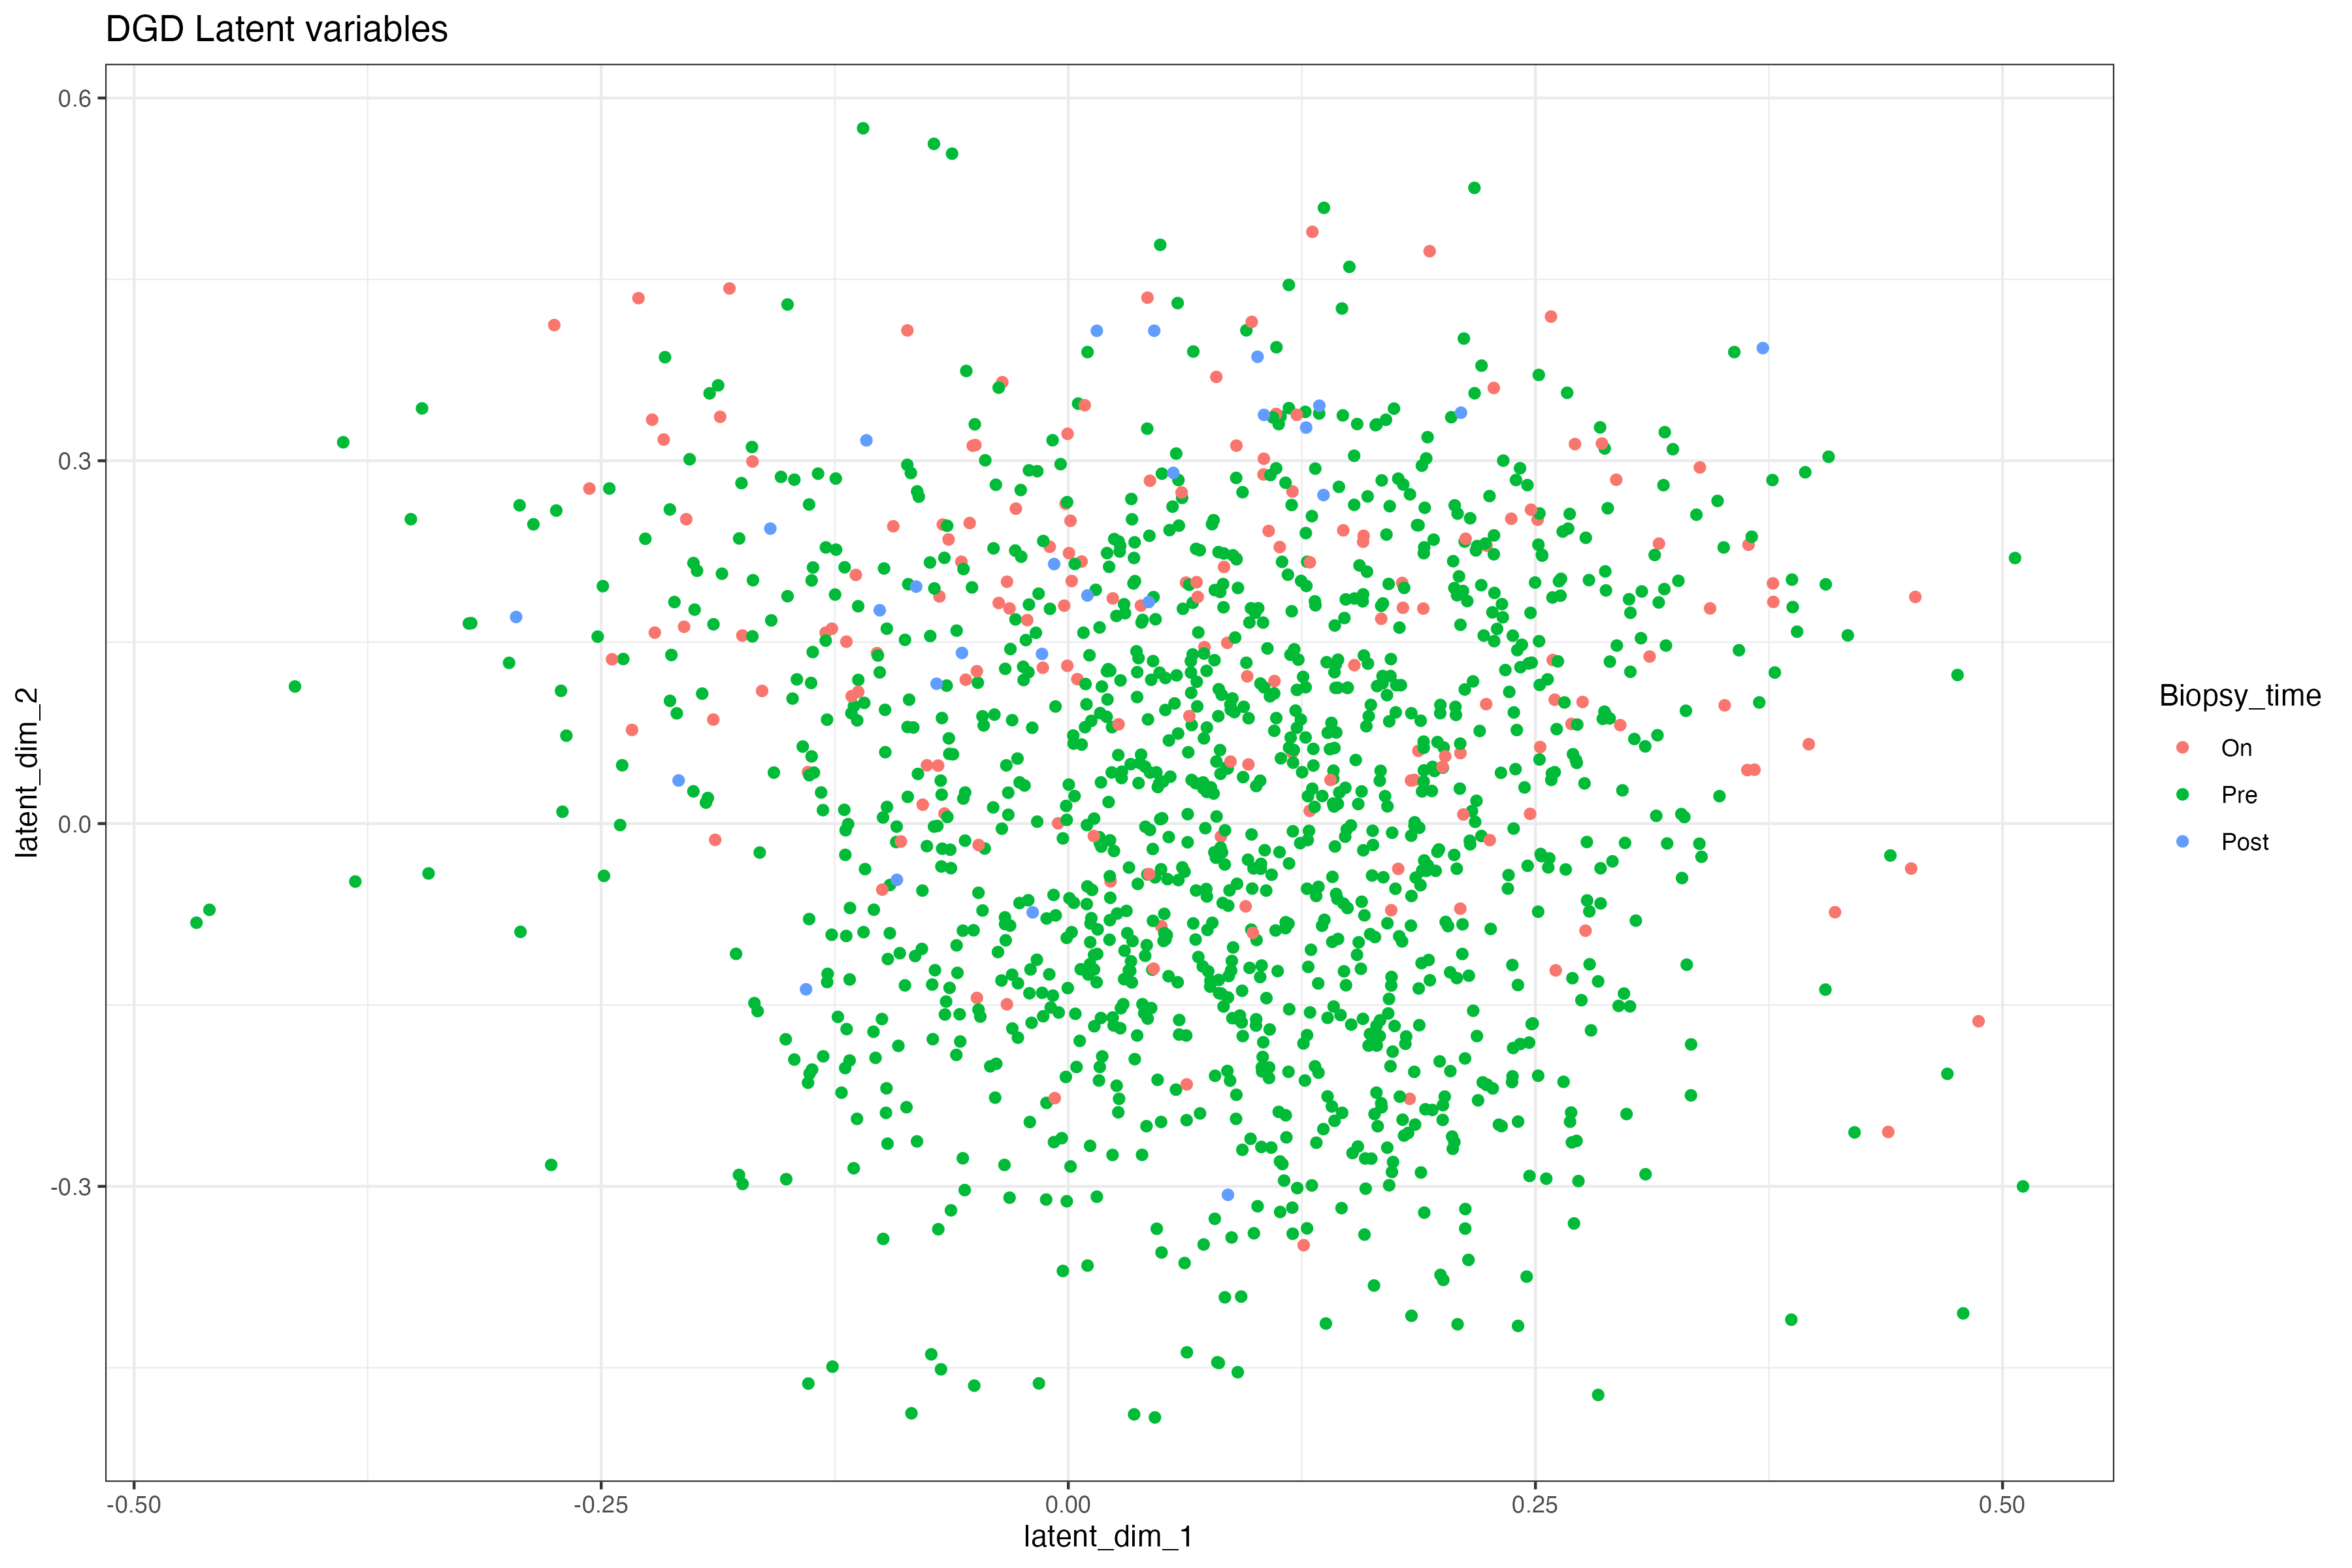 DGD Latent variables
0.6
0.3
0.0
-0.3
latent_dim_2
-0.50
-0.25
0.00
0.25
0.50
latent_dim_1
Biopsy_time
On
Pre
Post